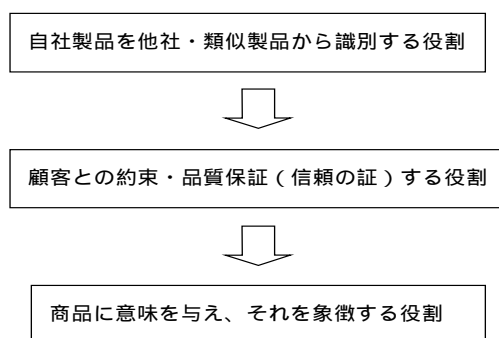 自社製品を他社・類似製品から識別する役割
顧客との約束・品質保証(信頼の証)する役割
商品に意味を与え、それを象徴する役割